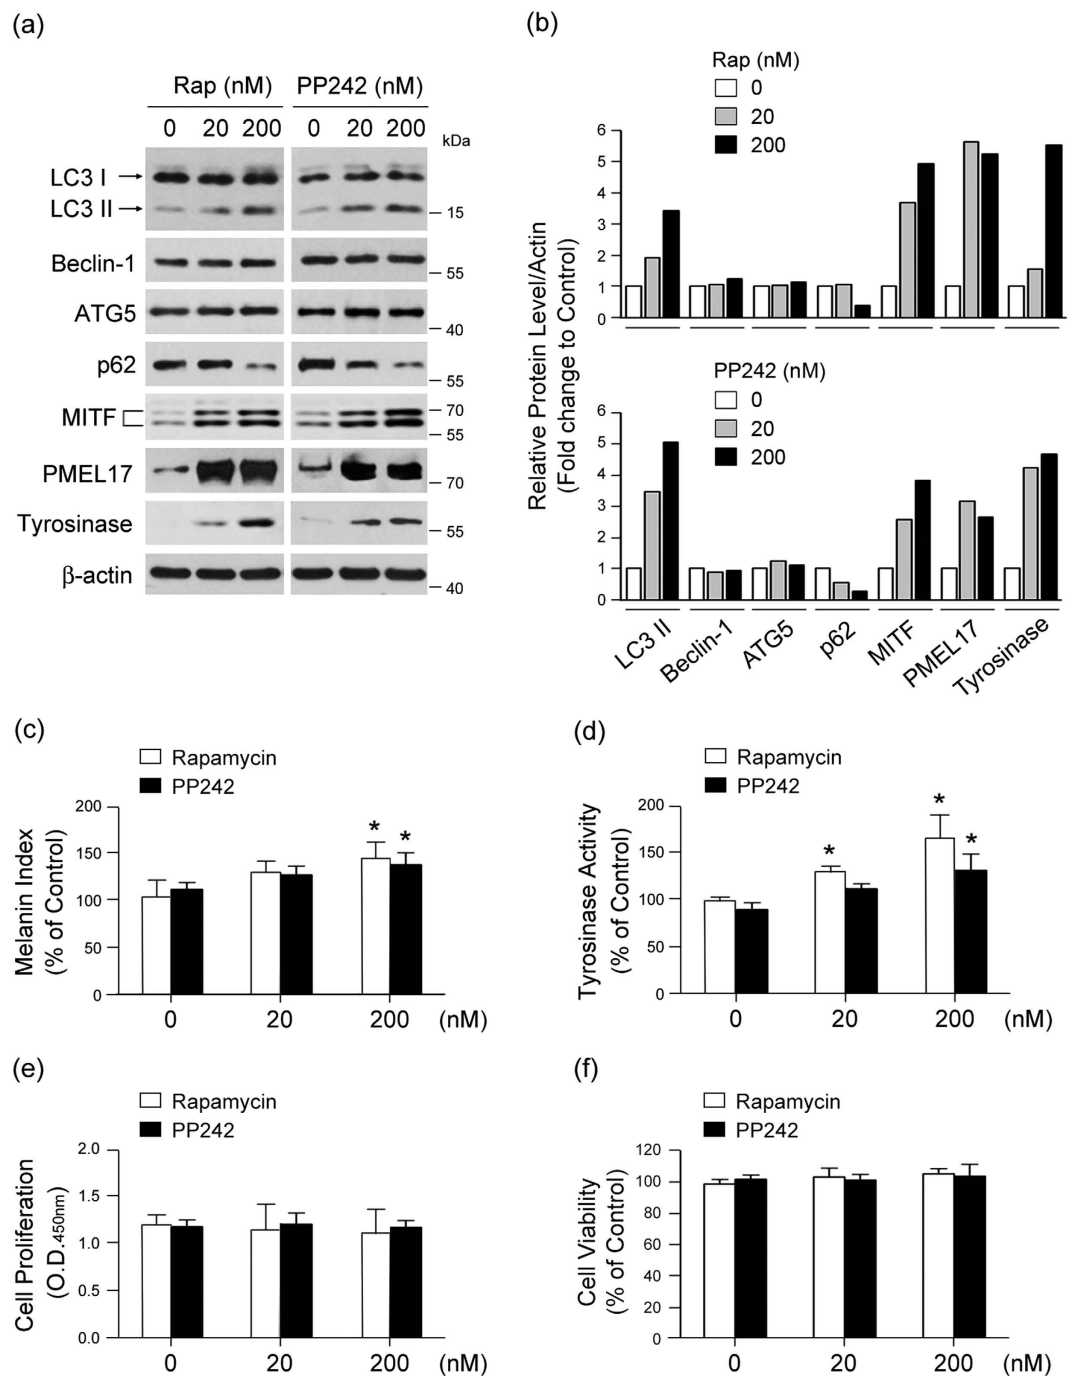 (a)
Rap (nM) PP242 (nM)
0 20 200 0 20 200 kDa
LC3 I
LC3 II
15
Beclin-1
55
ATG5
40
p62
55
MITF
70
55
PMEL17
70
Tyrosinase
55
β-actin
40
(b)
Rap (nM)
0
20
200
Relative Protein Level/Actin
(Fold change to Control)
6
5
4
3
2
1
0
PP242 (nM)
0
20
200
6
5
4
3
2
1
0
LC3 II Beclin-1 ATG5 p62 MITF PMEL17 Tyrosinase
(c)
Rapamycin
PP242
Melanin Index
(% of Control)
200
150
100
50
0
* *
0 20 200 (nM)
(d)
Rapamycin
PP242
Tyrosinase Activity
(% of Control)
200
150
100
50
0
* * *
0 20 200 (nM)
(e)
Rapamycin
PP242
Cell Proliferation
(O.D.450nm)
2.0
1.5
1.0
0.5
0.0
0 20 200 (nM)
(f)
Rapamycin
PP242
Cell Viability
(% of Control)
120
100
80
60
40
20
0
0 20 200 (nM)